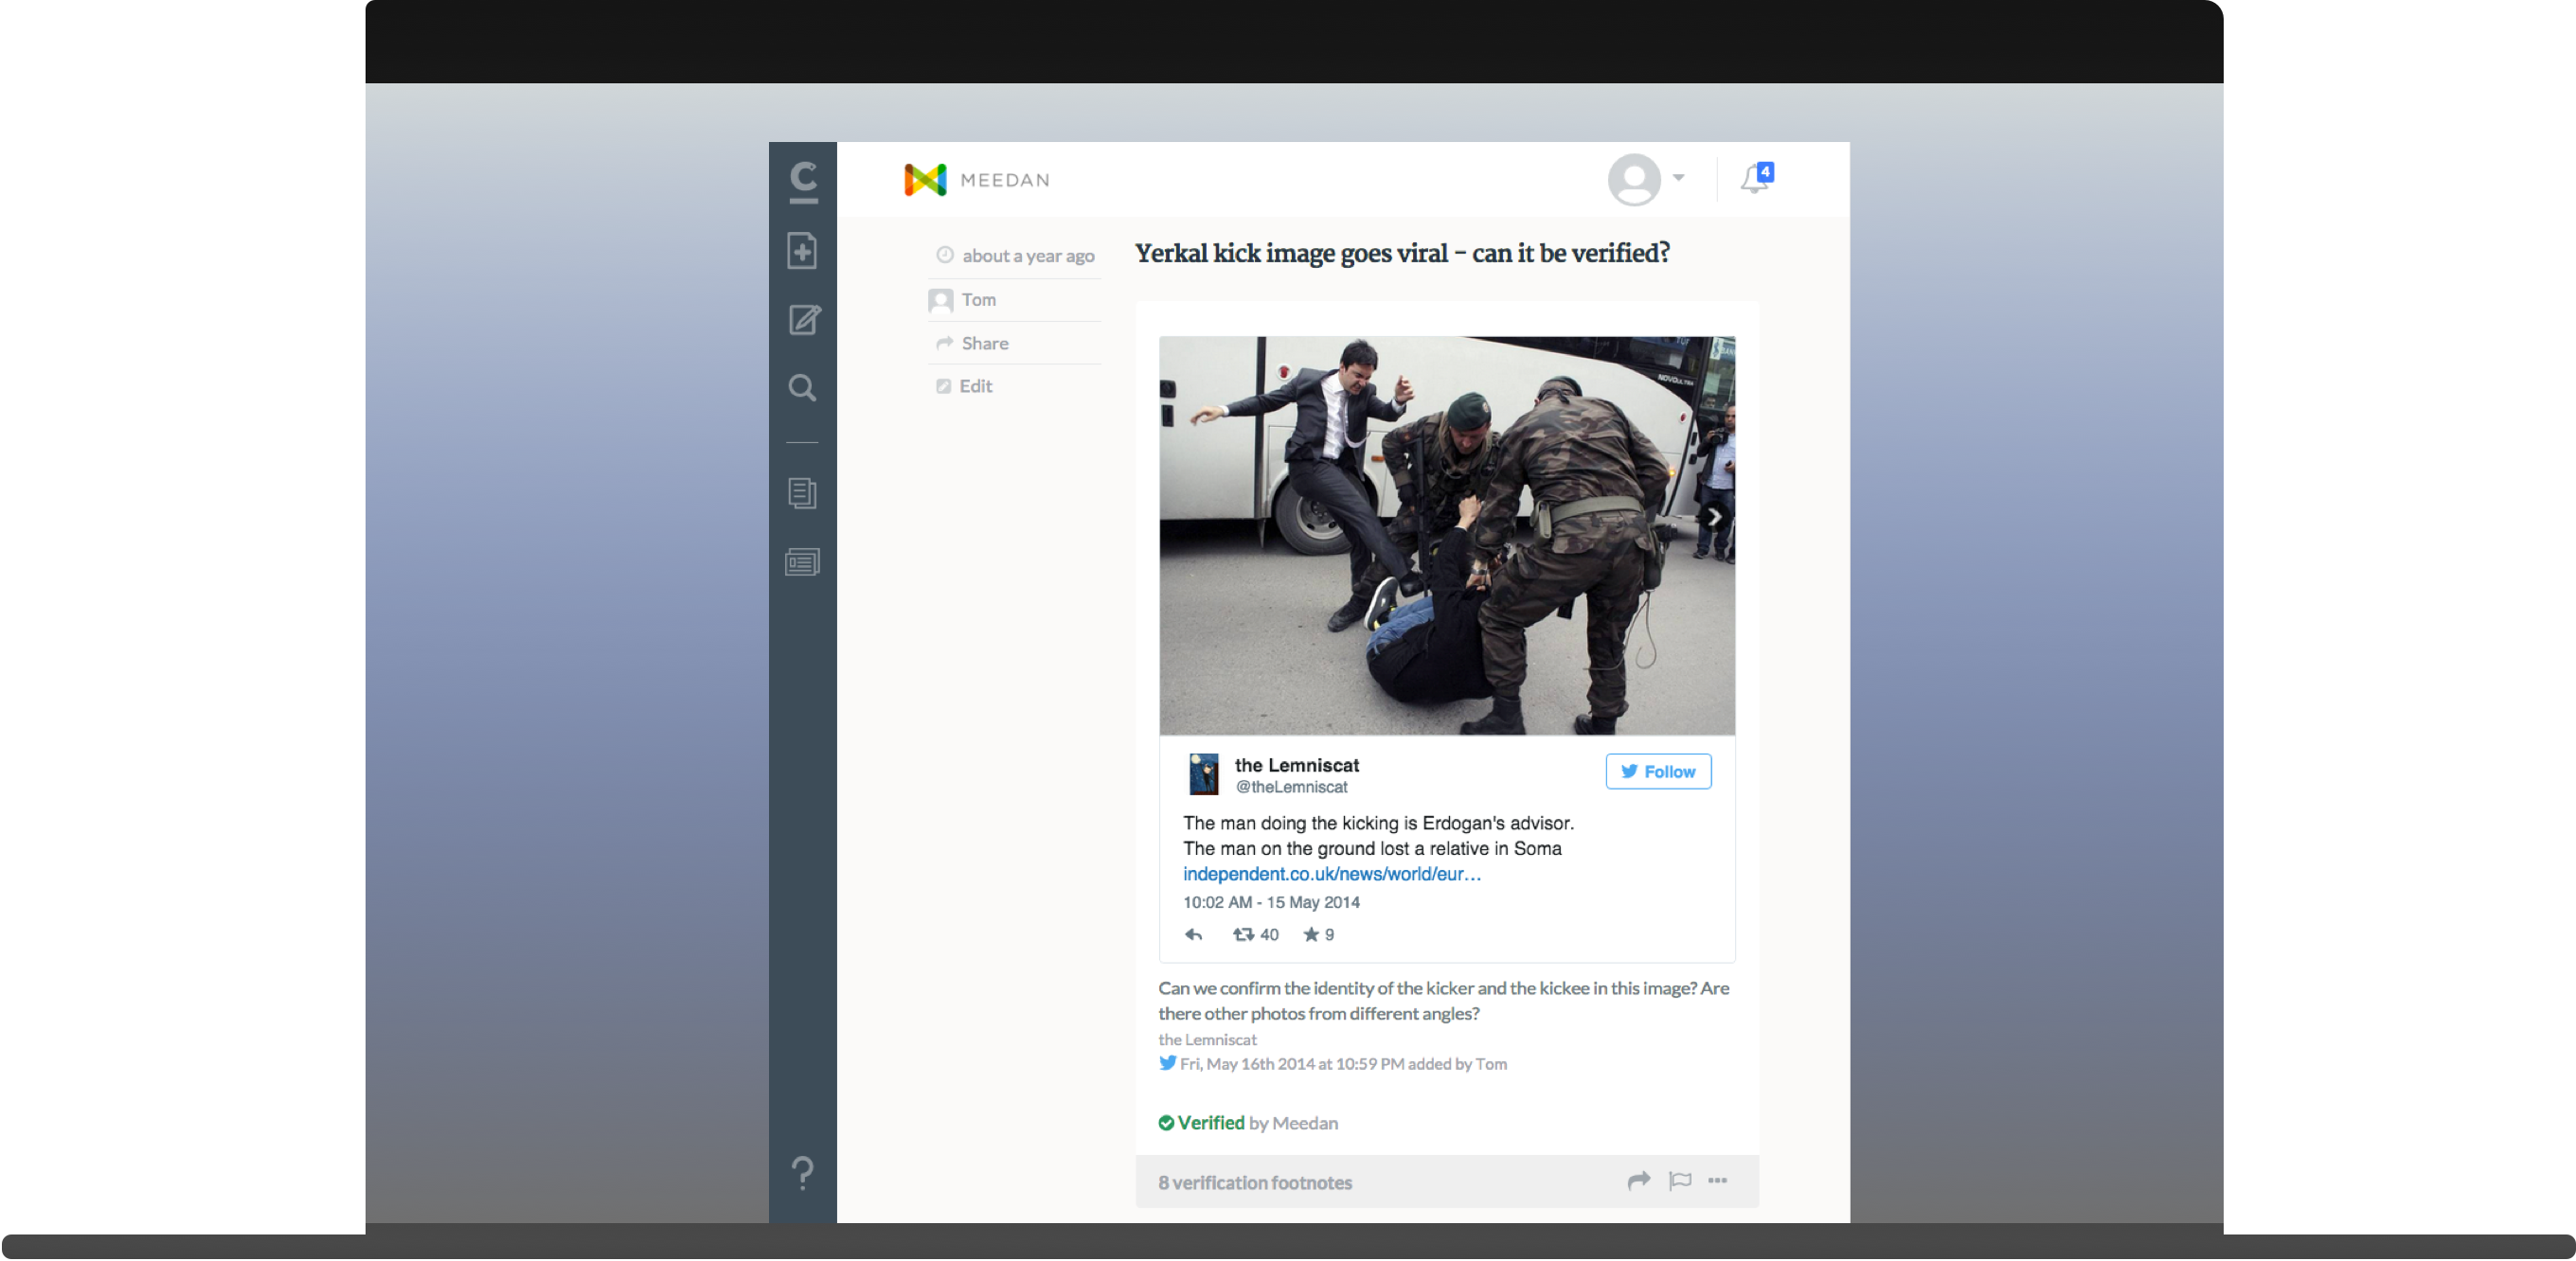 MEEDAN
4
about a year ago
Tom
Share
Edit
Yerkal kick image goes viral – can it be verified?
NOVOULTRA
the Lemniscat
@theLemniscat
Follow
The man doing the kicking is Erdogan's advisor.
The man on the ground lost a relative in Soma
independent.co.uk/news/world/eur…
10:02 AM - 15 May 2014
40
9
Can we confirm the identity of the kicker and the kickee in this image? Are
there other photos from different angles?
the Lemniscat
Fri, May 16th 2014 at 10:59 PM added by Tom
Verified by Meedan
8 verification footnotes